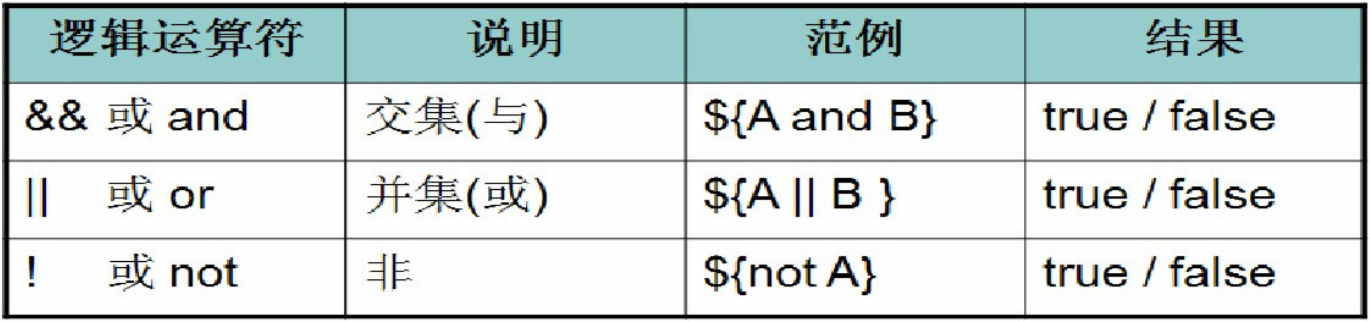 逻辑运算符 说明 范例 结果
&& 或 and 交集(与) ${A and B} true / false
|| 或 or 并集(或) ${A || B } true / false
! 或 not 非 ${not A} true / false